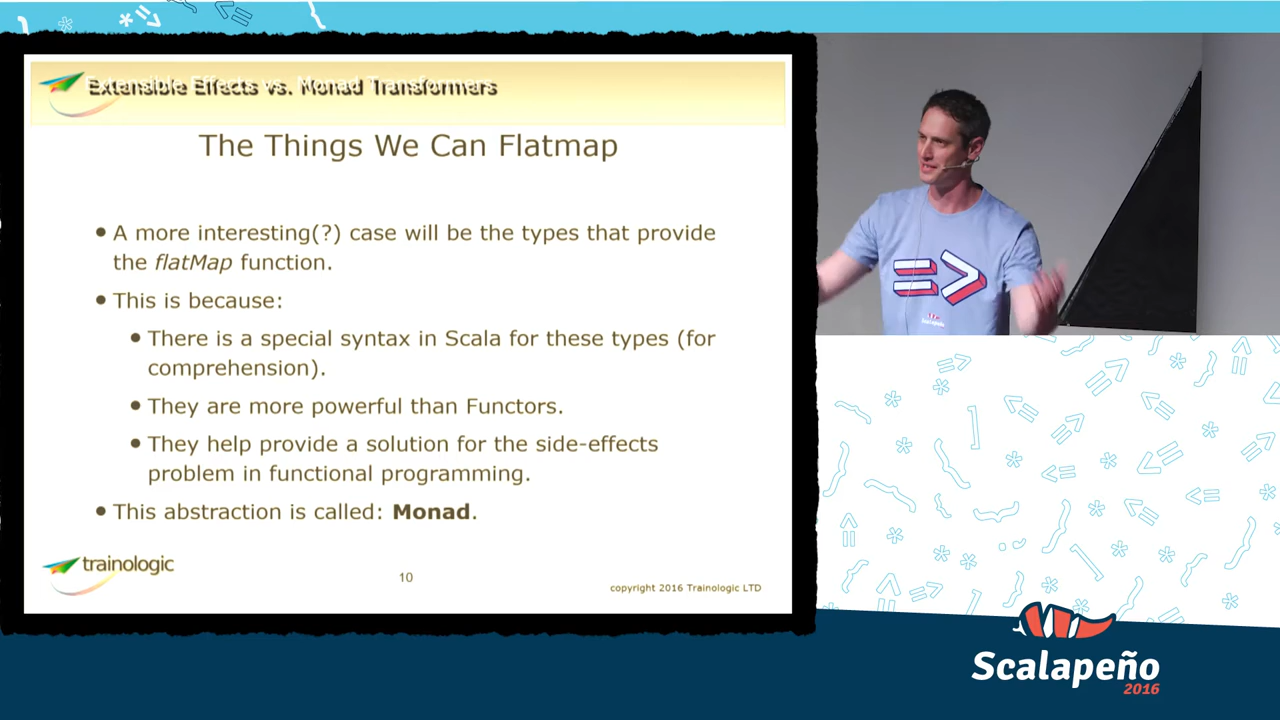 Extensible Effects vs. Monad Transformers
The Things We Can Flatmap
• A more interesting(?) case will be the types that provide
the flatMap function.
• This is because:
• There is a special syntax in Scala for these types (for
comprehension).
• They are more powerful than Functors.
• They help provide a solution for the side-effects
problem in functional programming.
• This abstraction is called: Monad.
trainologic
10
copyright 2016 Trainologic LTD
=>
Scalapeño
Scalapeño
2016